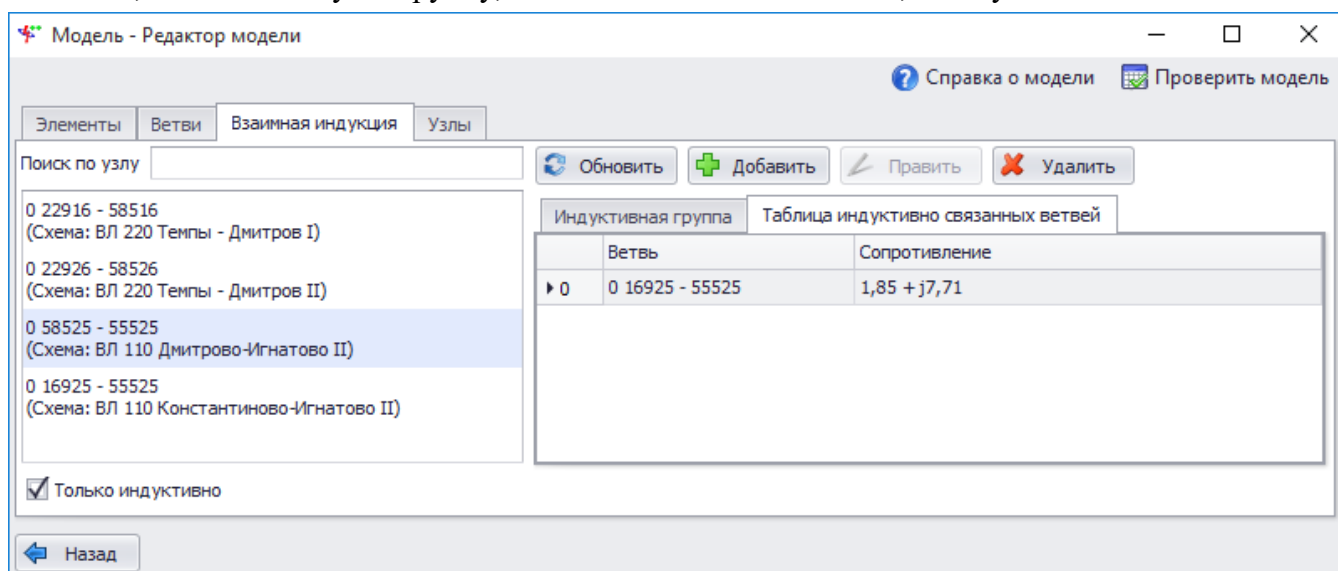 Модель - Редактор модели
Справка о модели Проверить модель
Элементы Ветви Взаимная индукция Узлы
Поиск по узлу
Обновить Добавить Править Удалить
0 22916 - 58516
(Схема: ВЛ 220 Темпы - Дмитров I)
0 22926 - 58526
(Схема: ВЛ 220 Темпы - Дмитров II)
0 58525 - 55525
(Схема: ВЛ 110 Дмитрово-Игнатово II)
0 16925 - 55525
(Схема: ВЛ 110 Константиново-Игнатово II)
Индуктивная группа Таблица индуктивно связанных ветвей
Ветвь Сопротивление
0 0 16925 - 55525 1,85 + j7,71
Только индуктивно
Назад